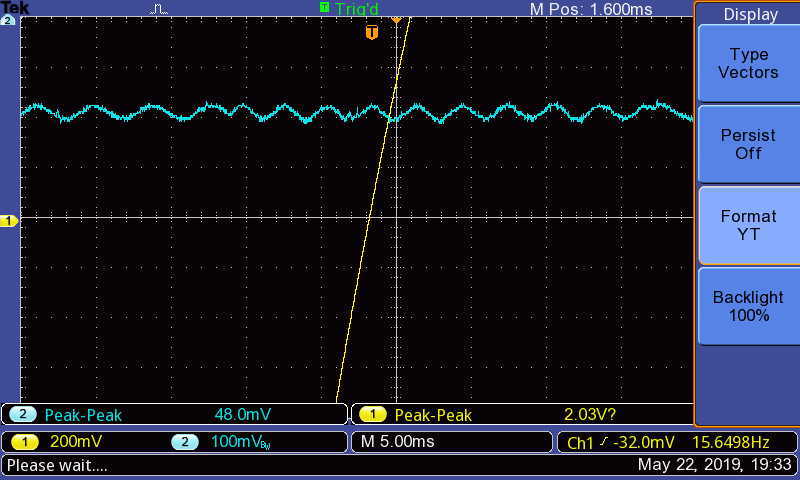 Tek
T Trig'd
M Pos: 1.600ms
Display
2
T
Type
Vectors
Persist
Off
Format
YT
1
Backlight
100%
2 Peak-Peak 48.0mV
1 Peak-Peak 2.03V?
1 200mV
2 100mVBW
M 5.00ms
Ch1 -32.0mV 15.6498Hz
Please wait....
May 22, 2019, 19:33